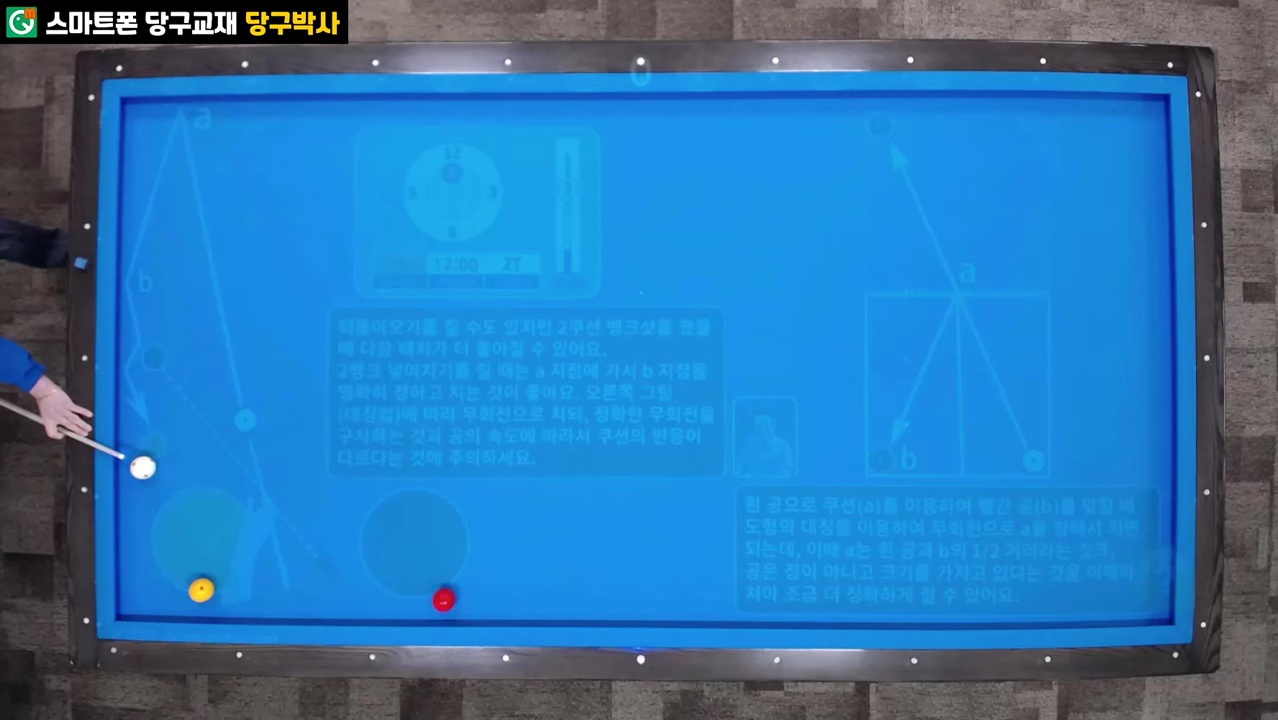 스마트폰 당구교재 당구박사
0
a
12
9 3
6
12:00 2T
b
뒤돌려오기를 칠 수도 있지만 2쿠션 뱅크샷을 쳤을
때 다음 배치가 더 좋아질 수 있어요.
2뱅크 넣어치기를 칠 때는 a 지점에 가서 b 지점을
명확히 정하고 치는 것이 좋아요. 오른쪽 그림
(대칭법)에 따라 무회전으로 치되, 정확한 무회전을
구사하는 것과 공의 속도에 따라서 쿠션의 반응이
다르다는 것에 주의하세요.
a
b
흰 공으로 쿠션(a)를 이용하여 빨간 공(b)를 맞힐 때
도형의 대칭을 이용하여 무회전으로 a를 향해서 치면
되는데, 이때 a는 흰 공과 b의 1/2 거리라는 것과,
공은 점이 아니고 크기를 가지고 있다는 것을 이해하
셔야 조금 더 정확하게 칠 수 있어요.